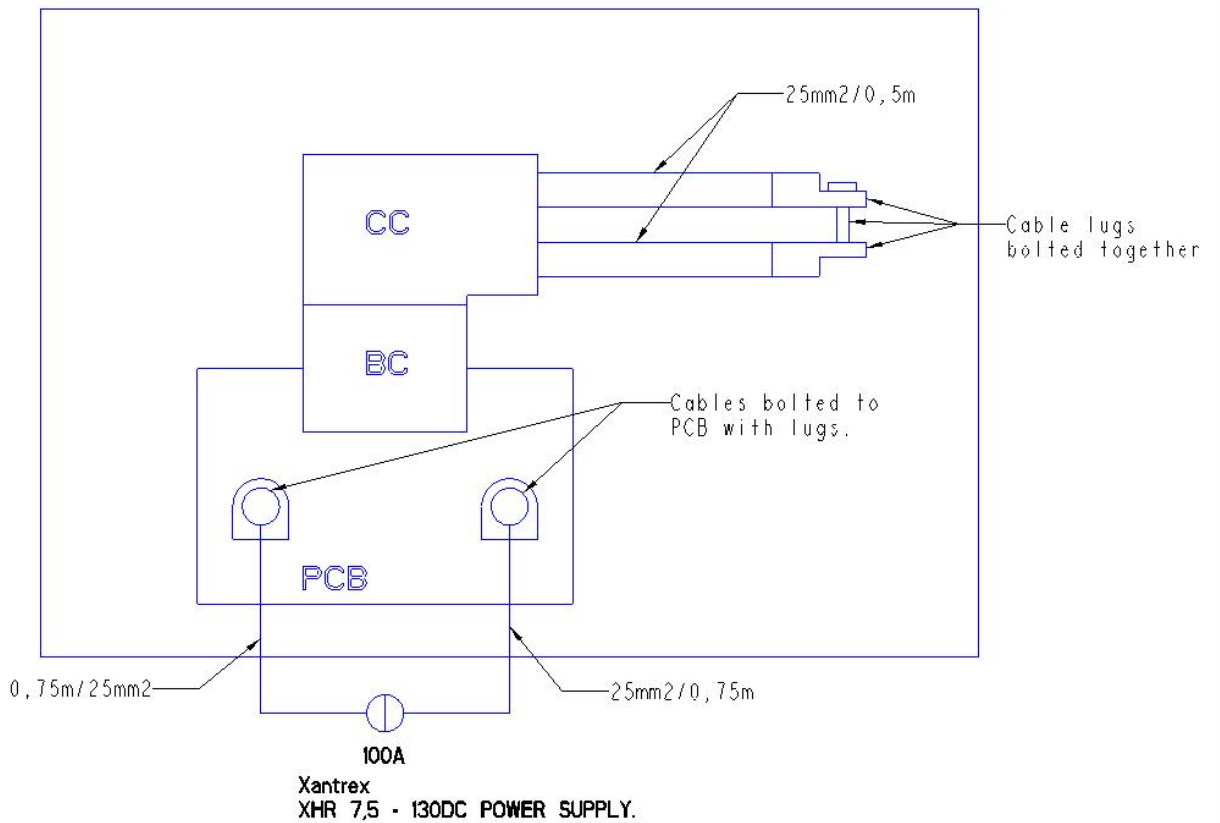 25mm2/0,5m
CC
Cable lugs
bolted together
BC
Cables bolted to
PCB with lugs.
PCB
0,75m/25mm2
25mm2/0,75m
100A
Xantrex
XHR 7,5 - 130DC POWER SUPPLY.